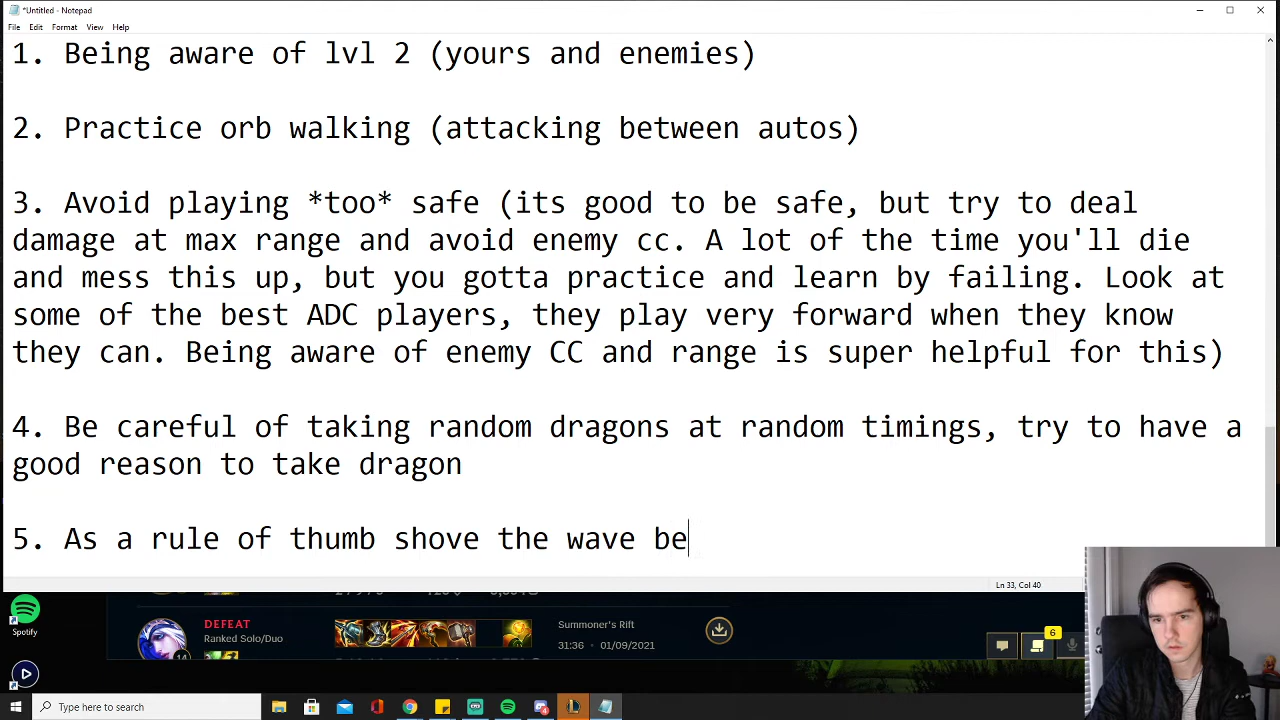 *Untitled - Notepad
File Edit Format View Help
1. Being aware of lvl 2 (yours and enemies)
2. Practice orb walking (attacking between autos)
3. Avoid playing *too* safe (its good to be safe, but try to deal
damage at max range and avoid enemy cc. A lot of the time you'll die
and mess this up, but you gotta practice and learn by failing. Look at
some of the best ADC players, they play very forward when they know
they can. Being aware of enemy CC and range is super helpful for this)
4. Be careful of taking random dragons at random timings, try to have a
good reason to take dragon
5. As a rule of thumb shove the wave be
Ln 33, Col 40
Spotify
DEFEAT
Ranked Solo/Duo
14
Summoner's Rift
31:36 - 01/09/2021
6
Type here to search